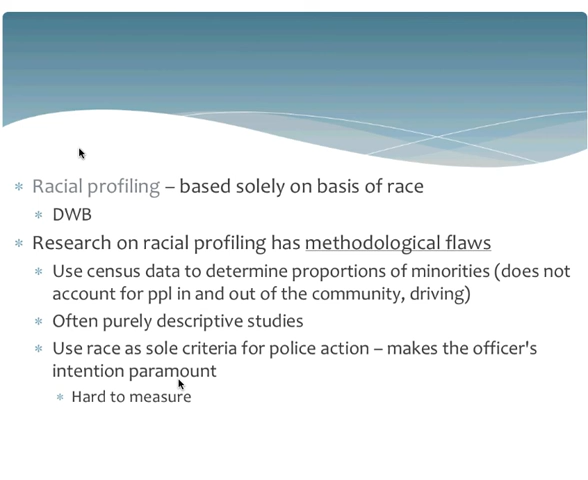 Racial profiling – based solely on basis of race
DWB
Research on racial profiling has methodological flaws
Use census data to determine proportions of minorities (does not
account for ppl in and out of the community, driving)
Often purely descriptive studies
Use race as sole criteria for police action – makes the officer's
intention paramount
Hard to measure